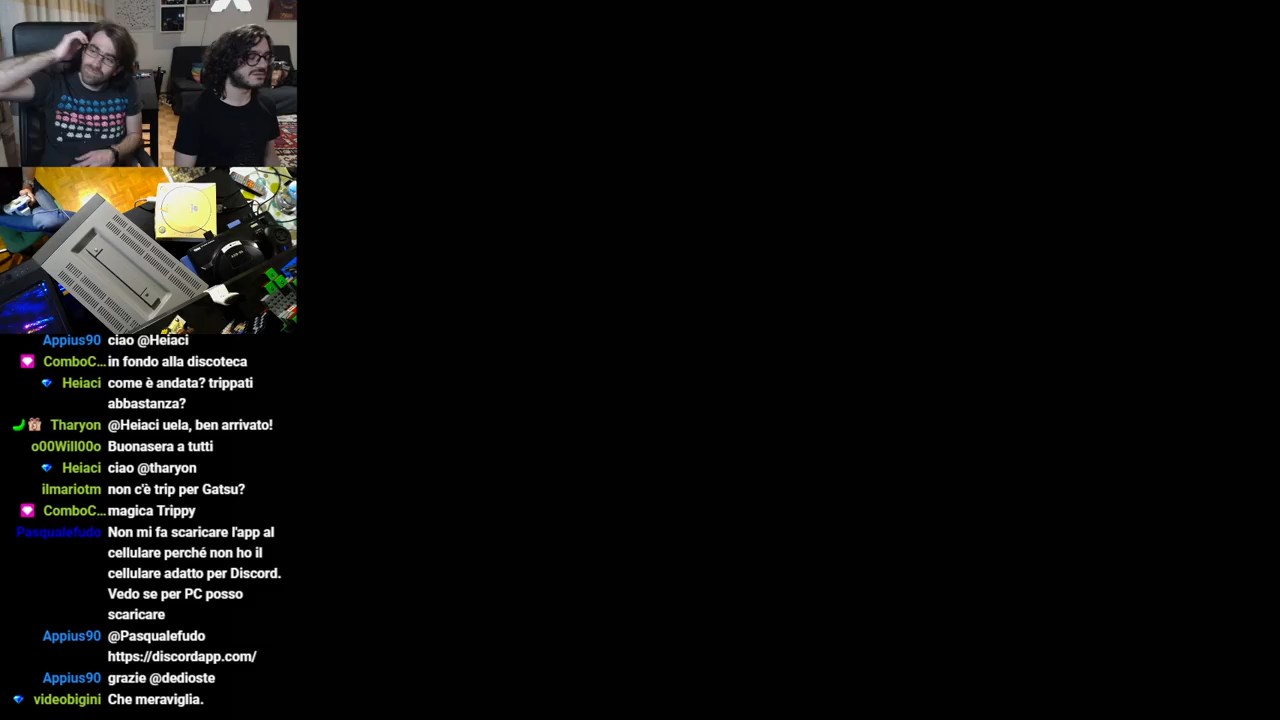 Appius90 ciao @Heiaci
ComboC... in fondo alla discoteca
Heiaci come è andata? trippati
abbastanza?
Tharyon @Heiaci uela, ben arrivato!
o00Will00o Buonasera a tutti
Heiaci ciao @tharyon
ilmariotm non c'è trip per Gatsu?
ComboC... magica Trippy
Pasqualefudo Non mi fa scaricare l'app al
cellulare perché non ho il
cellulare adatto per Discord.
Vedo se per PC posso
scaricare
Appius90 @Pasqualefudo
https://discordapp.com/
Appius90 grazie @dedioste
videobigini Che meraviglia.